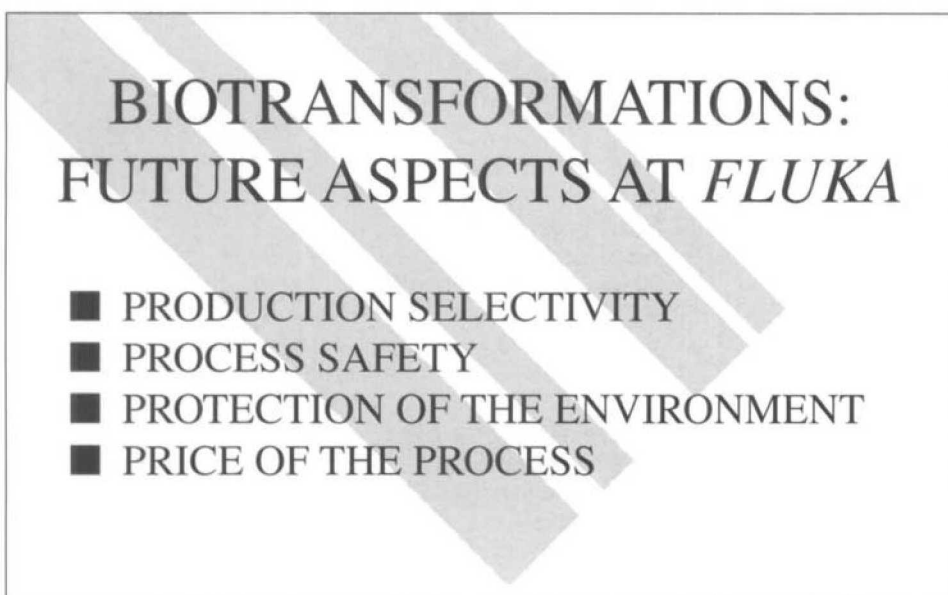 BIOTRANSFORMATIONS:
FUTURE ASPECTS AT FLUKA
■ PRODUCTION SELECTIVITY
■ PROCESS SAFETY
■ PROTECTION OF THE ENVIRONMENT
■ PRICE OF THE PROCESS